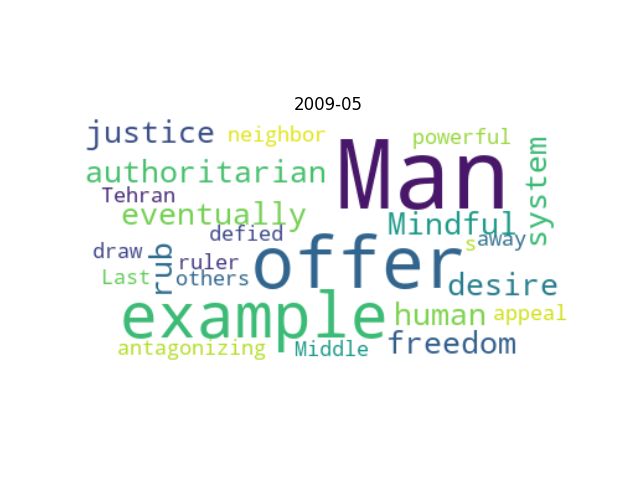 2009-05
justice
neighbor
powerful
Man
system
authoritarian
Tehran
eventually
Mindful
defied
s
away
draw
rub
ruler
offer
Last
others
desire
example
human
appeal
antagonizing
Middle
freedom